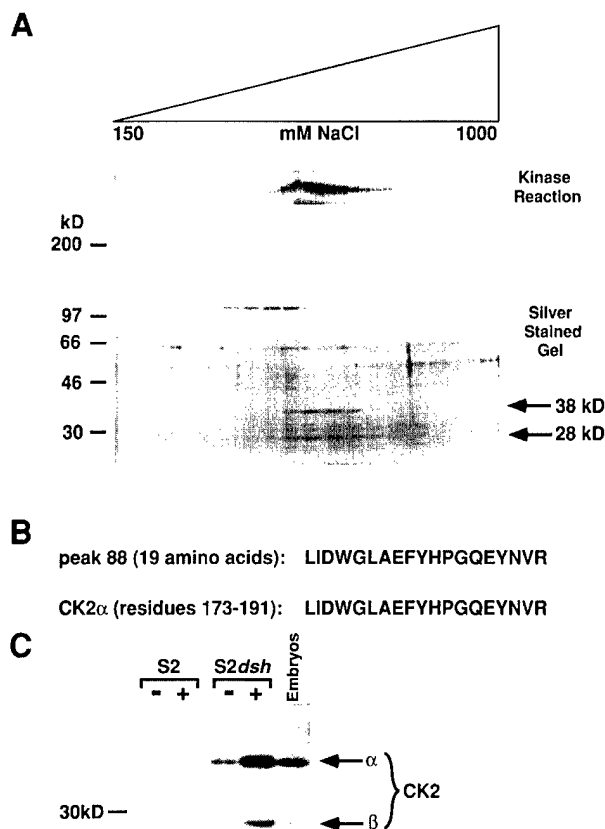 A
150 mM NaCl 1000
Kinase
Reaction
kD
200
97
Silver
Stained
Gel
66
46
38 kD
30
28 kD
B
peak 88 (19 amino acids): LIDWGLAEFYHPGQEYNVR
CK2α (residues 173-191): LIDWGLAEFYHPGQEYNVR
C
S2 S2dsh Embryos
- + - +
α
CK2
30kD
β